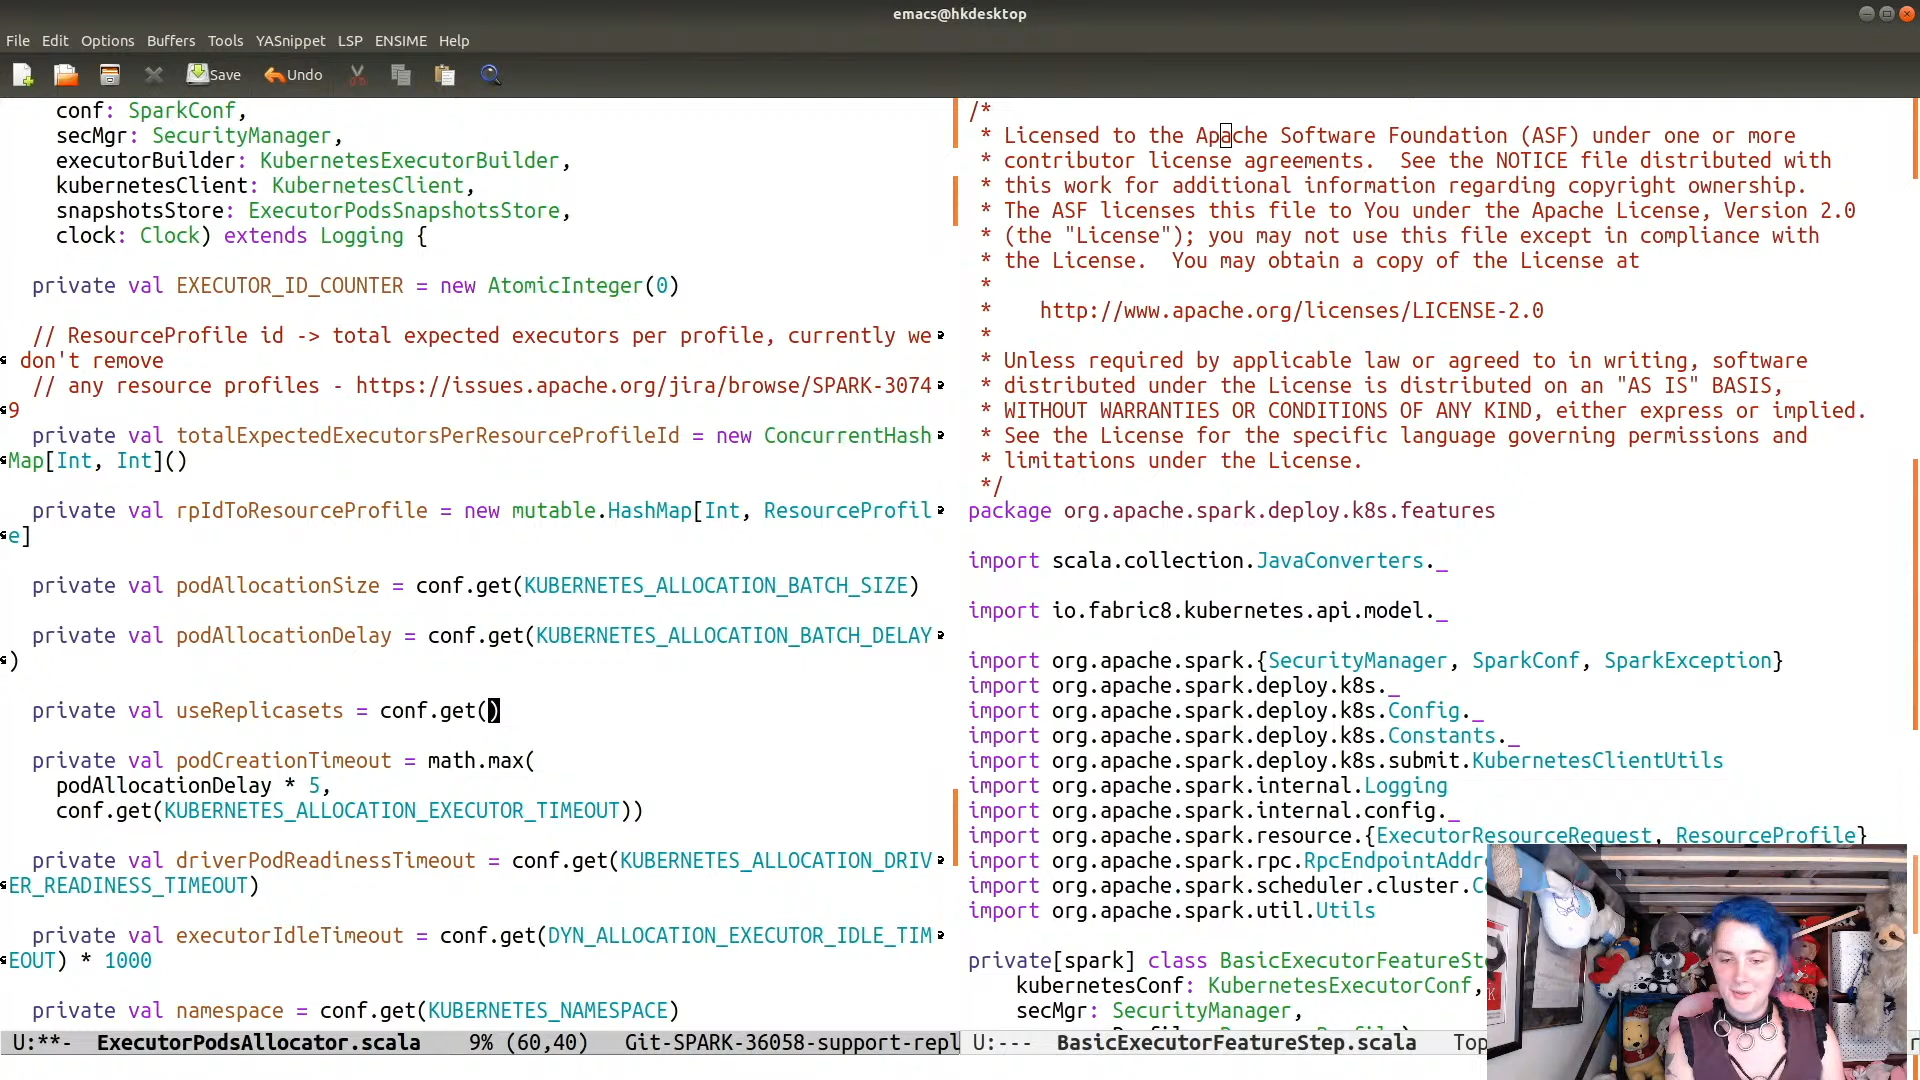 emacs@hkdesktop
File Edit Options Buffers Tools YASnippet LSP ENSIME Help
Save Undo
conf: SparkConf,
secMgr: SecurityManager,
executorBuilder: KubernetesExecutorBuilder,
kubernetesClient: KubernetesClient,
snapshotsStore: ExecutorPodsSnapshotsStore,
clock: Clock) extends Logging {
private val EXECUTOR_ID_COUNTER = new AtomicInteger(0)
// ResourceProfile id -> total expected executors per profile, currently we
don't remove
// any resource profiles - https://issues.apache.org/jira/browse/SPARK-3074
9
private val totalExpectedExecutorsPerResourceProfileId = new ConcurrentHash
Map[Int, Int]()
private val rpIdToResourceProfile = new mutable.HashMap[Int, ResourceProfil
e]
private val podAllocationSize = conf.get(KUBERNETES_ALLOCATION_BATCH_SIZE)
private val podAllocationDelay = conf.get(KUBERNETES_ALLOCATION_BATCH_DELAY
)
private val useReplicasets = conf.get()
private val podCreationTimeout = math.max(
podAllocationDelay * 5,
conf.get(KUBERNETES_ALLOCATION_EXECUTOR_TIMEOUT))
private val driverPodReadinessTimeout = conf.get(KUBERNETES_ALLOCATION_DRIV
ER_READINESS_TIMEOUT)
private val executorIdleTimeout = conf.get(DYN_ALLOCATION_EXECUTOR_IDLE_TIM
EOUT) * 1000
private val namespace = conf.get(KUBERNETES_NAMESPACE)
U:**- ExecutorPodsAllocator.scala 9% (60,40) Git-SPARK-36058-support-repl
/*
* Licensed to the Apache Software Foundation (ASF) under one or more
* contributor license agreements. See the NOTICE file distributed with
* this work for additional information regarding copyright ownership.
* The ASF licenses this file to You under the Apache License, Version 2.0
* (the "License"); you may not use this file except in compliance with
* the License. You may obtain a copy of the License at
*
* http://www.apache.org/licenses/LICENSE-2.0
*
* Unless required by applicable law or agreed to in writing, software
* distributed under the License is distributed on an "AS IS" BASIS,
* WITHOUT WARRANTIES OR CONDITIONS OF ANY KIND, either express or implied.
* See the License for the specific language governing permissions and
* limitations under the License.
*/
package org.apache.spark.deploy.k8s.features
import scala.collection.JavaConverters._
import io.fabric8.kubernetes.api.model._
import org.apache.spark.{SecurityManager, SparkConf, SparkException}
import org.apache.spark.deploy.k8s._
import org.apache.spark.deploy.k8s.Config._
import org.apache.spark.deploy.k8s.Constants._
import org.apache.spark.deploy.k8s.submit.KubernetesClientUtils
import org.apache.spark.internal.Logging
import org.apache.spark.internal.config._
import org.apache.spark.resource.{ExecutorResourceRequest, ResourceProfile}
import org.apache.spark.rpc.RpcEndpointAddr
import org.apache.spark.scheduler.cluster.C
import org.apache.spark.util.Utils
private[spark] class BasicExecutorFeatureSt
kubernetesConf: KubernetesExecutorConf,
secMgr: SecurityManager,
U:--- BasicExecutorFeatureStep.scala Top